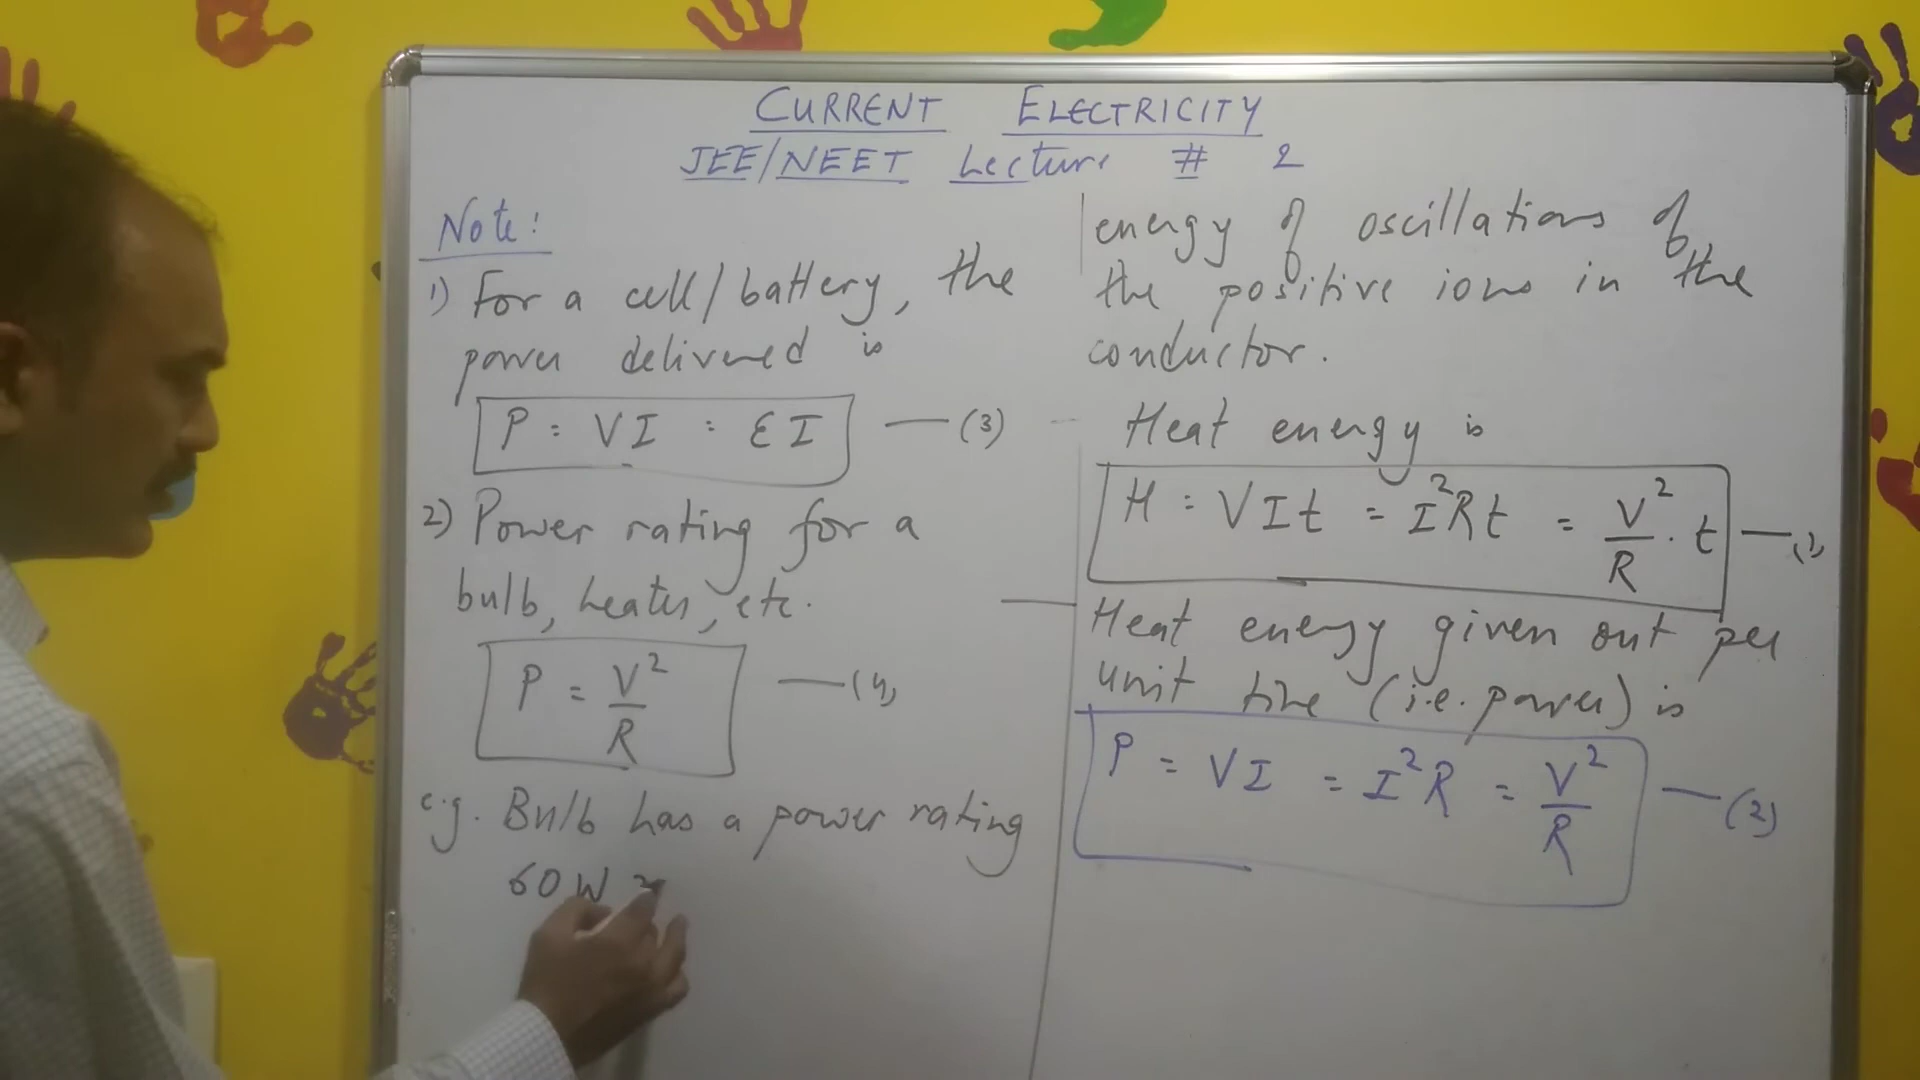 CURRENT ELECTRICITY
JEE/NEET Lecture # 2
Note:
1) For a cell/battery, the
power delivered is
P = VI = εI —(3)
2) Power rating for a
bulb, heater, etc.
P = V²/R —(4)
e.g. Bulb has a power rating
60W
energy of oscillations of
the positive ions in the
conductor.
Heat energy is
H = VIt = I²Rt = V²/R · t —(1)
Heat energy given out per
unit time (i.e. power) is
P = VI = I²R = V²/R —(2)